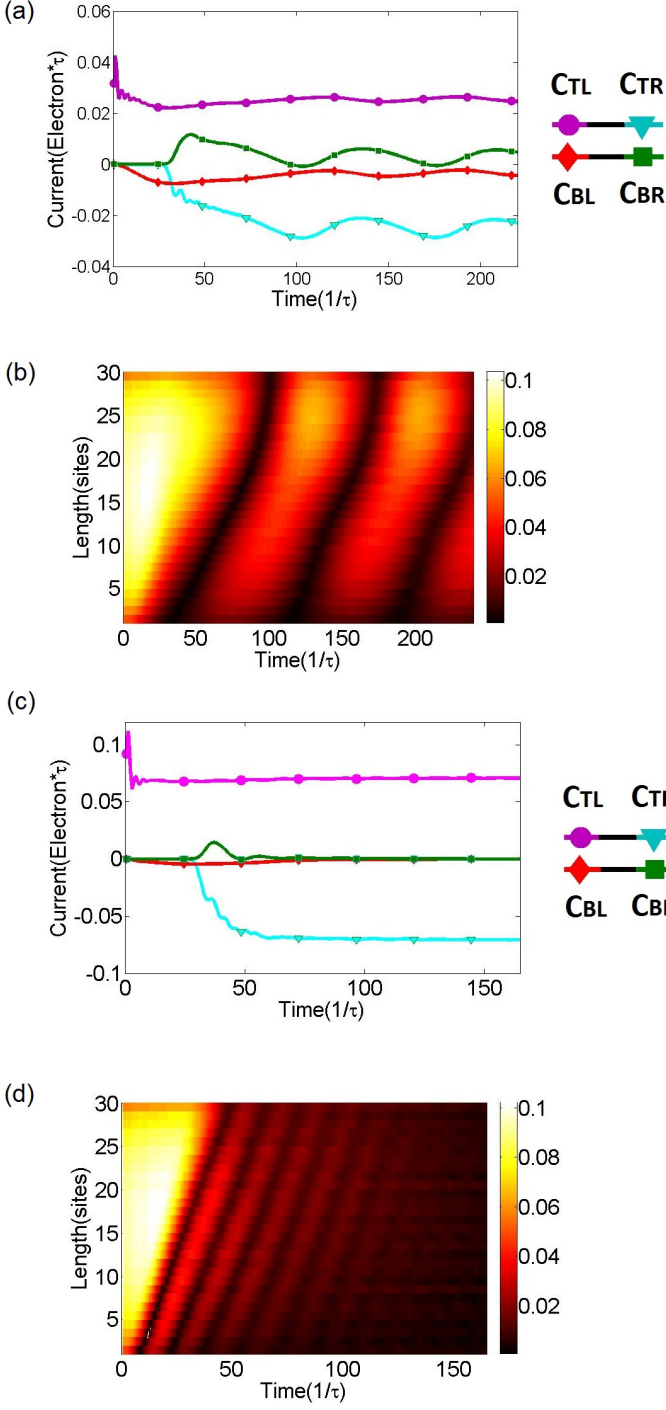 (a)
0.06
0.04
0.02
0
-0.02
-0.04
Current(Electron*τ)
0 50 100 150 200
Time(1/τ)
CTL CTR
CBL CBR
(b)
30
25
20
15
10
5
Length(sites)
0 50 100 150 200
Time(1/τ)
0.1
0.08
0.06
0.04
0.02
(c)
0.1
0.05
0
-0.05
-0.1
Current(Electron*τ)
0 50 100 150
Time(1/τ)
CTL
CBL
(d)
30
25
20
15
10
5
Length(sites)
0 50 100 150
Time(1/τ)
0.1
0.08
0.06
0.04
0.02